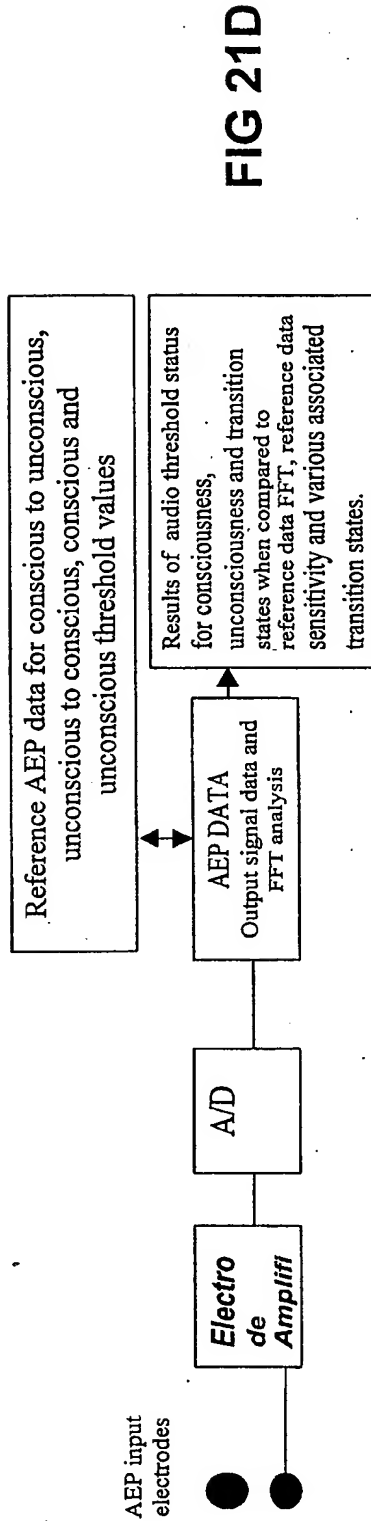 AEP input
electrodes
Electro
de
Amplifi
A/D
AEP DATA
Output signal data and
FFT analysis
Reference AEP data for conscious to unconscious,
unconscious to conscious, conscious and
unconscious threshold values
Results of audio threshold status
for consciousness,
unconsciousness and transition
states when compared to
reference data FFT, reference data
sensitivity and various associated
transition states.
FIG 21D